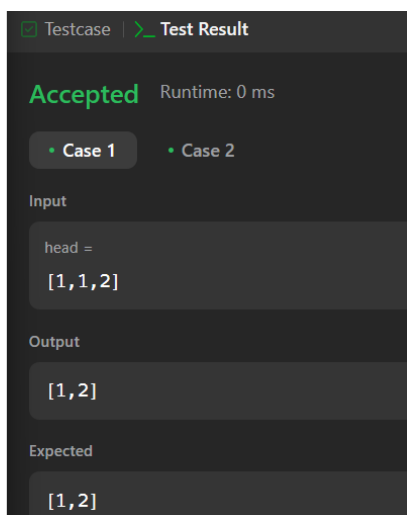 Testcase | >_ Test Result
Accepted Runtime: 0 ms
• Case 1 • Case 2
Input
head =
[1,1,2]
Output
[1,2]
Expected
[1,2]